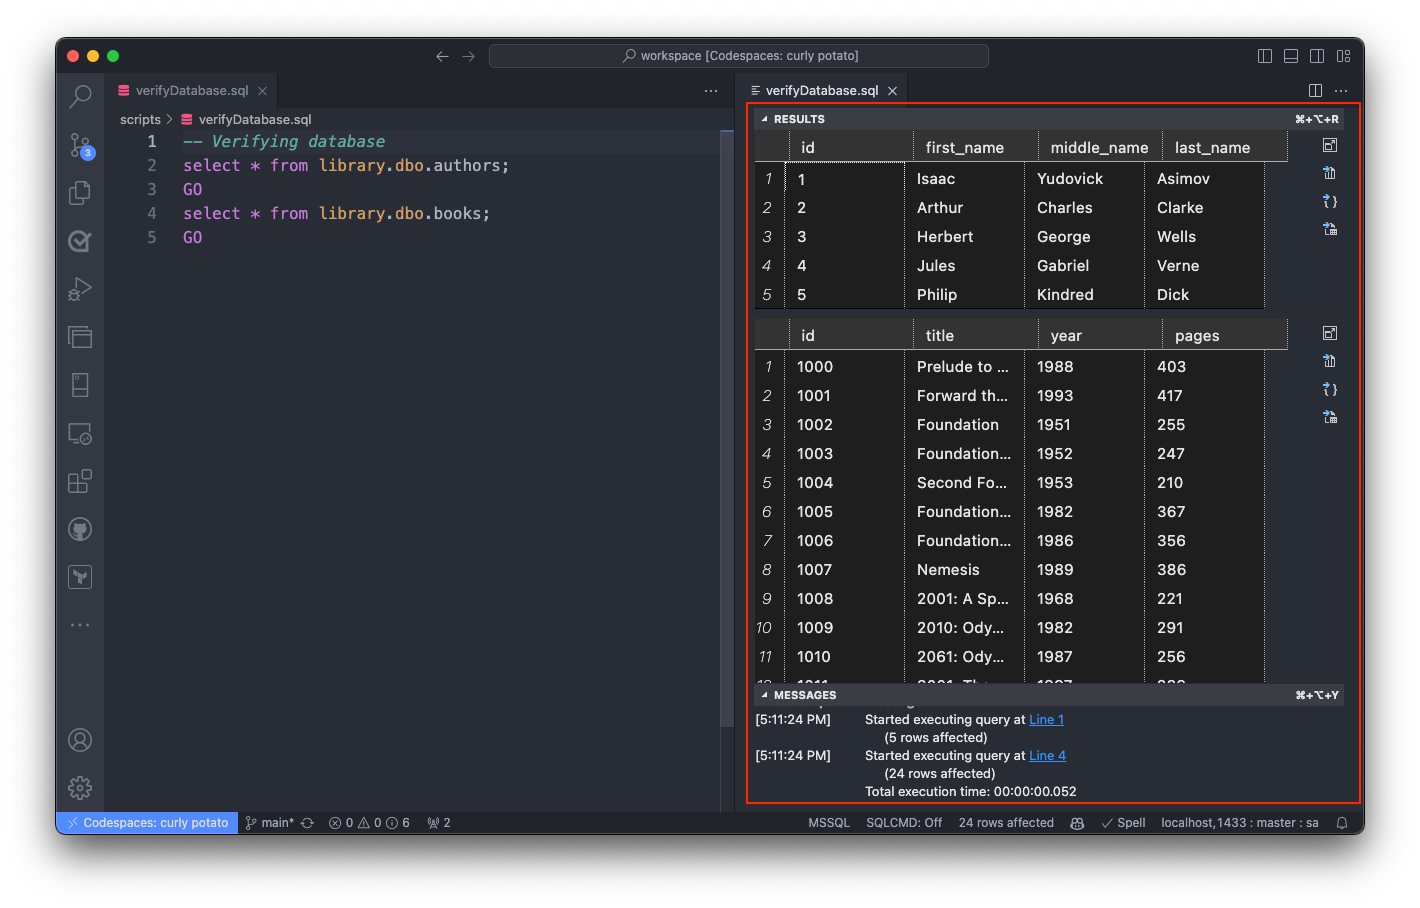 workspace [Codespaces: curly potato]
verifyDatabase.sql
scripts > verifyDatabase.sql
1 -- Verifying database
2 select * from library.dbo.authors;
3 GO
4 select * from library.dbo.books;
5 GO
3
verifyDatabase.sql
RESULTS ⌘+⌥+R
id first_name middle_name last_name
1 1 Isaac Yudovick Asimov
2 2 Arthur Charles Clarke
3 3 Herbert George Wells
4 4 Jules Gabriel Verne
5 5 Philip Kindred Dick
id title year pages
1 1000 Prelude to ... 1988 403
2 1001 Forward th... 1993 417
3 1002 Foundation 1951 255
4 1003 Foundation... 1952 247
5 1004 Second Fo... 1953 210
6 1005 Foundation... 1982 367
7 1006 Foundation... 1986 356
8 1007 Nemesis 1989 386
9 1008 2001: A Sp... 1968 221
10 1009 2010: Ody... 1982 291
11 1010 2061: Ody... 1987 256
MESSAGES ⌘+⌥+Y
[5:11:24 PM] Started executing query at Line 1
(5 rows affected)
[5:11:24 PM] Started executing query at Line 4
(24 rows affected)
Total execution time: 00:00:00.052
Codespaces: curly potato main* 0 0 6 2 MSSQL SQLCMD: Off 24 rows affected Spell localhost,1433 : master : sa